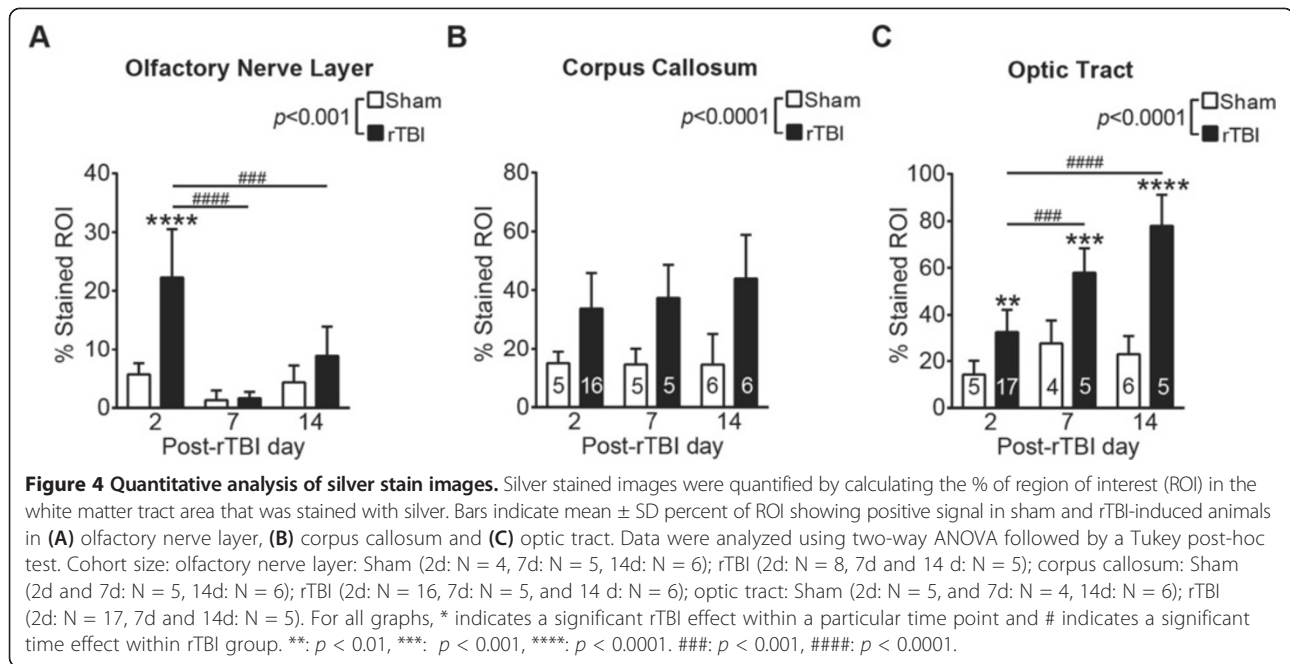 A
Olfactory Nerve Layer
p<0.001
Sham
rTBI
% Stained ROI
40
30
20
10
0
###
####
****
2 7 14
Post-rTBI day
B
Corpus Callosum
p<0.0001
Sham
rTBI
% Stained ROI
80
60
40
20
0
5 16 5 5 6 6
2 7 14
Post-rTBI day
C
Optic Tract
p<0.0001
Sham
rTBI
% Stained ROI
100
80
60
40
20
0
####
****
###
***
**
5 17 4 5 6 5
2 7 14
Post-rTBI day
Figure 4 Quantitative analysis of silver stain images. Silver stained images were quantified by calculating the % of region of interest (ROI) in the
white matter tract area that was stained with silver. Bars indicate mean ± SD percent of ROI showing positive signal in sham and rTBI-induced animals
in (A) olfactory nerve layer, (B) corpus callosum and (C) optic tract. Data were analyzed using two-way ANOVA followed by a Tukey post-hoc
test. Cohort size: olfactory nerve layer: Sham (2d: N = 4, 7d: N = 5, 14d: N = 6); rTBI (2d: N = 8, 7d and 14 d: N = 5); corpus callosum: Sham
(2d and 7d: N = 5, 14d: N = 6); rTBI (2d: N = 16, 7d: N = 5, and 14 d: N = 6); optic tract: Sham (2d: N = 5, and 7d: N = 4, 14d: N = 6); rTBI
(2d: N = 17, 7d and 14d: N = 5). For all graphs, * indicates a significant rTBI effect within a particular time point and # indicates a significant
time effect within rTBI group. **: p < 0.01, ***: p < 0.001, ****: p < 0.0001. ###: p < 0.001, ####: p < 0.0001.